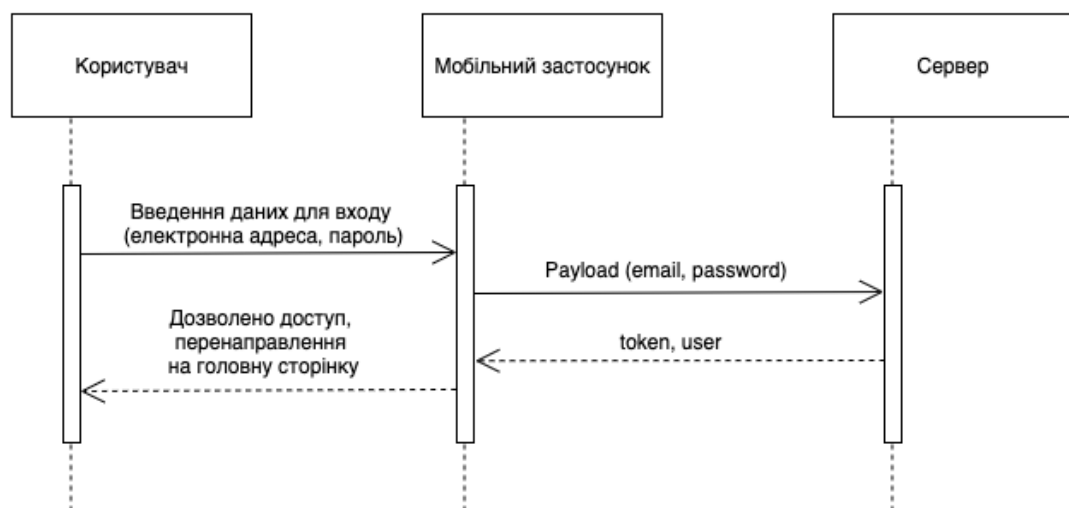 Користувач
Мобільний застосунок
Сервер
Введення даних для входу
(електронна адреса, пароль)
Payload (email, password)
Дозволено доступ,
перенаправлення
на головну сторінку
token, user